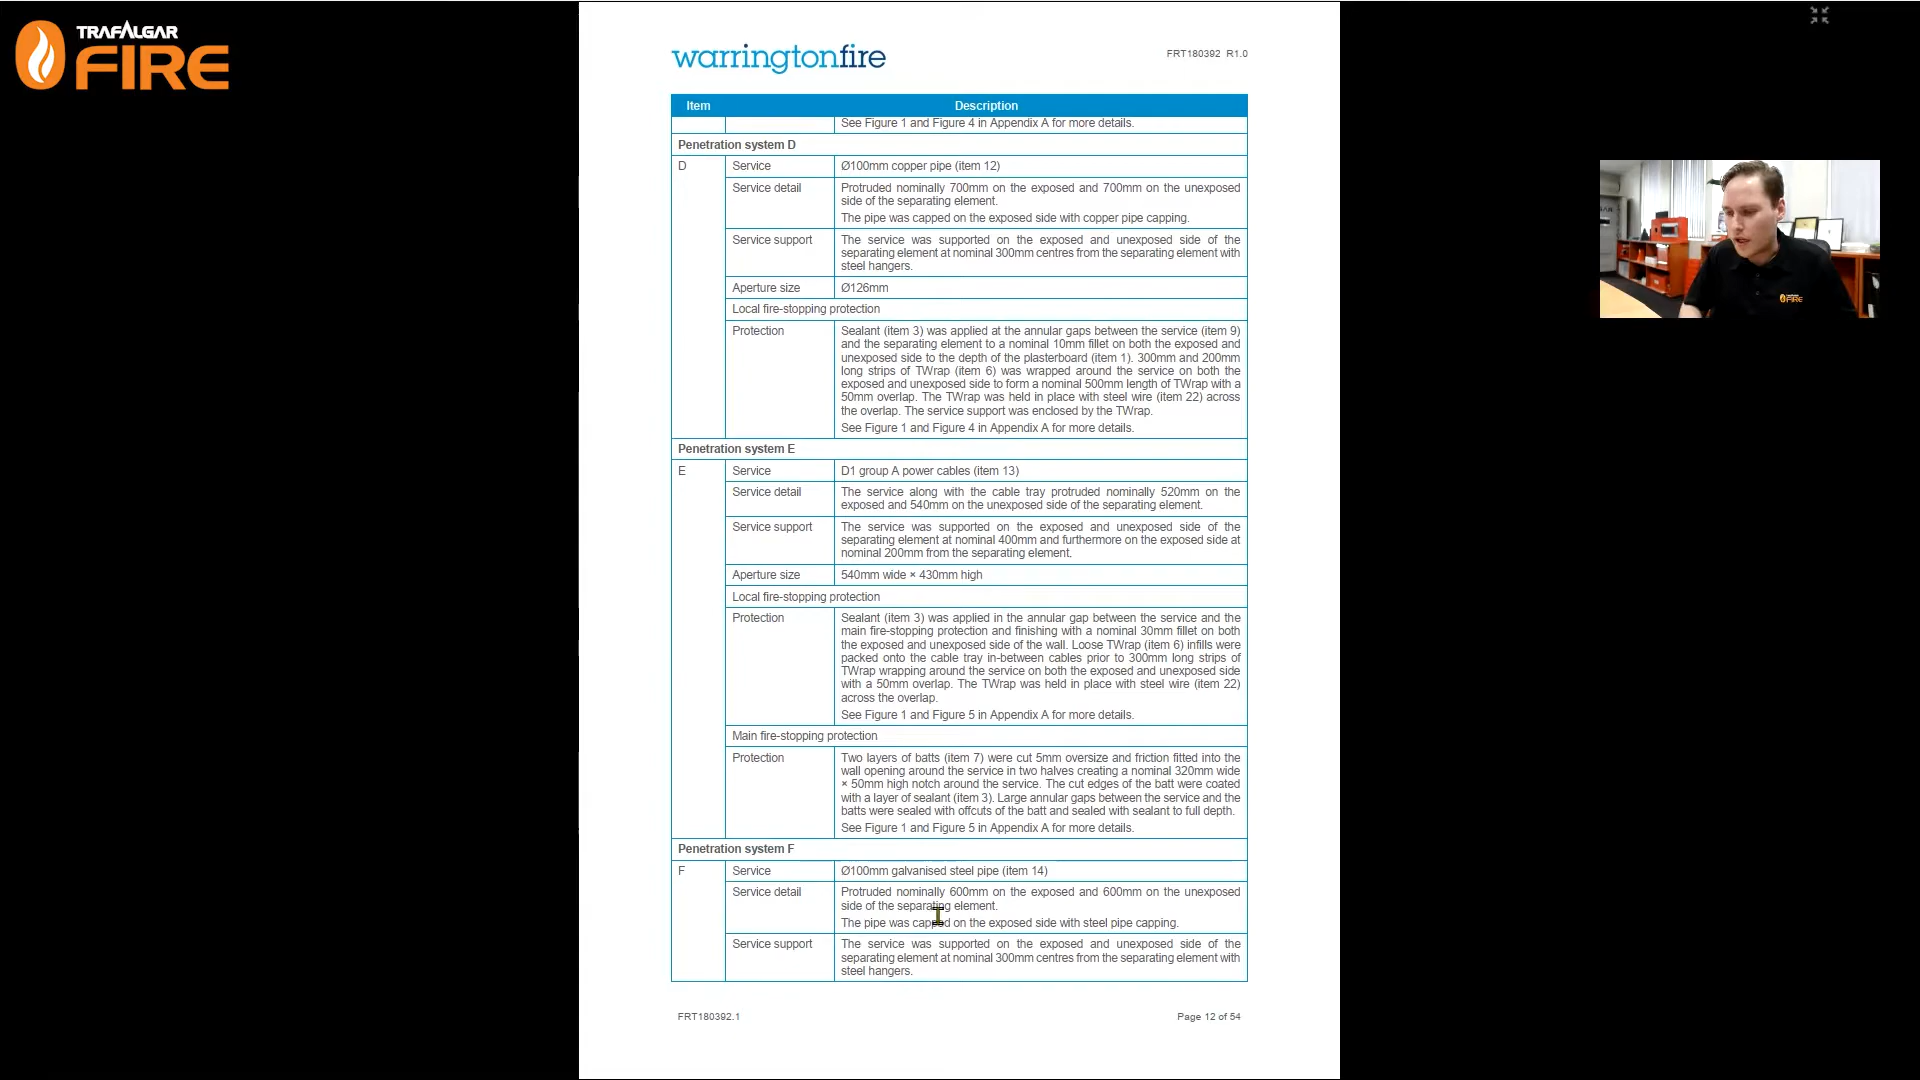 TRAFALGAR
FIRE
warringtonfire
FRT180392 R1.0
Item Description
See Figure 1 and Figure 4 in Appendix A for more details.
Penetration system D
D Service Ø100mm copper pipe (item 12)
Service detail Protruded nominally 700mm on the exposed and 700mm on the unexposed
side of the separating element.
The pipe was capped on the exposed side with copper pipe capping.
Service support The service was supported on the exposed and unexposed side of the
separating element at nominal 300mm centres from the separating element with
steel hangers.
Aperture size Ø126mm
Local fire-stopping protection
Protection Sealant (item 3) was applied at the annular gaps between the service (item 9)
and the separating element to a nominal 10mm fillet on both the exposed and
unexposed side to the depth of the plasterboard (item 1). 300mm and 200mm
long strips of TWrap (item 6) was wrapped around the service on both the
exposed and unexposed side to form a nominal 500mm length of TWrap with a
50mm overlap. The TWrap was held in place with steel wire (item 22) across
the overlap. The service support was enclosed by the TWrap.
See Figure 1 and Figure 4 in Appendix A for more details.
Penetration system E
E Service D1 group A power cables (item 13)
Service detail The service along with the cable tray protruded nominally 520mm on the
exposed and 540mm on the unexposed side of the separating element.
Service support The service was supported on the exposed and unexposed side of the
separating element at nominal 400mm and furthermore on the exposed side at
nominal 200mm from the separating element.
Aperture size 540mm wide × 430mm high
Local fire-stopping protection
Protection Sealant (item 3) was applied in the annular gap between the service and the
main fire-stopping protection and finishing with a nominal 30mm fillet on both
the exposed and unexposed side of the wall. Loose TWrap (item 6) infills were
packed onto the cable tray in-between cables prior to 300mm long strips of
TWrap wrapping around the service on both the exposed and unexposed side
with a 50mm overlap. The TWrap was held in place with steel wire (item 22)
across the overlap.
See Figure 1 and Figure 5 in Appendix A for more details.
Main fire-stopping protection
Protection Two layers of batts (item 7) were cut 5mm oversize and friction fitted into the
wall opening around the service in two halves creating a nominal 320mm wide
× 50mm high notch around the service. The cut edges of the batt were coated
with a layer of sealant (item 3). Large annular gaps between the service and the
batts were sealed with offcuts of the batt and sealed with sealant to full depth.
See Figure 1 and Figure 5 in Appendix A for more details.
Penetration system F
F Service Ø100mm galvanised steel pipe (item 14)
Service detail Protruded nominally 600mm on the exposed and 600mm on the unexposed
side of the separating element.
The pipe was capped on the exposed side with steel pipe capping.
Service support The service was supported on the exposed and unexposed side of the
separating element at nominal 300mm centres from the separating element with
steel hangers.
FRT180392.1 Page 12 of 54
FIRE